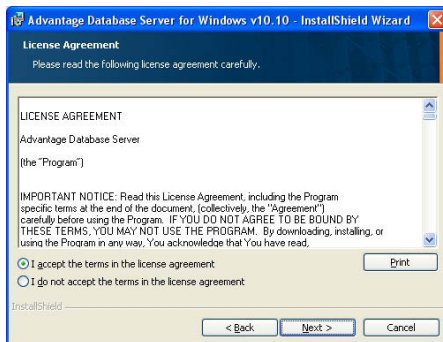 Advantage Database Server for Windows v10.10 - InstallShield Wizard
License Agreement
Please read the following license agreement carefully.
LICENSE AGREEMENT
Advantage Database Server
(the "Program")
IMPORTANT NOTICE: Read this License Agreement, including the Program
specific terms at the end of the document, (collectively, the "Agreement")
carefully before using the Program. IF YOU DO NOT AGREE TO BE BOUND BY
THESE TERMS, YOU MAY NOT USE THE PROGRAM. By downloading, installing, or
using the Program in any way, You acknowledge that You have read,
I accept the terms in the license agreement
Print
I do not accept the terms in the license agreement
InstallShield
< Back
Next >
Cancel